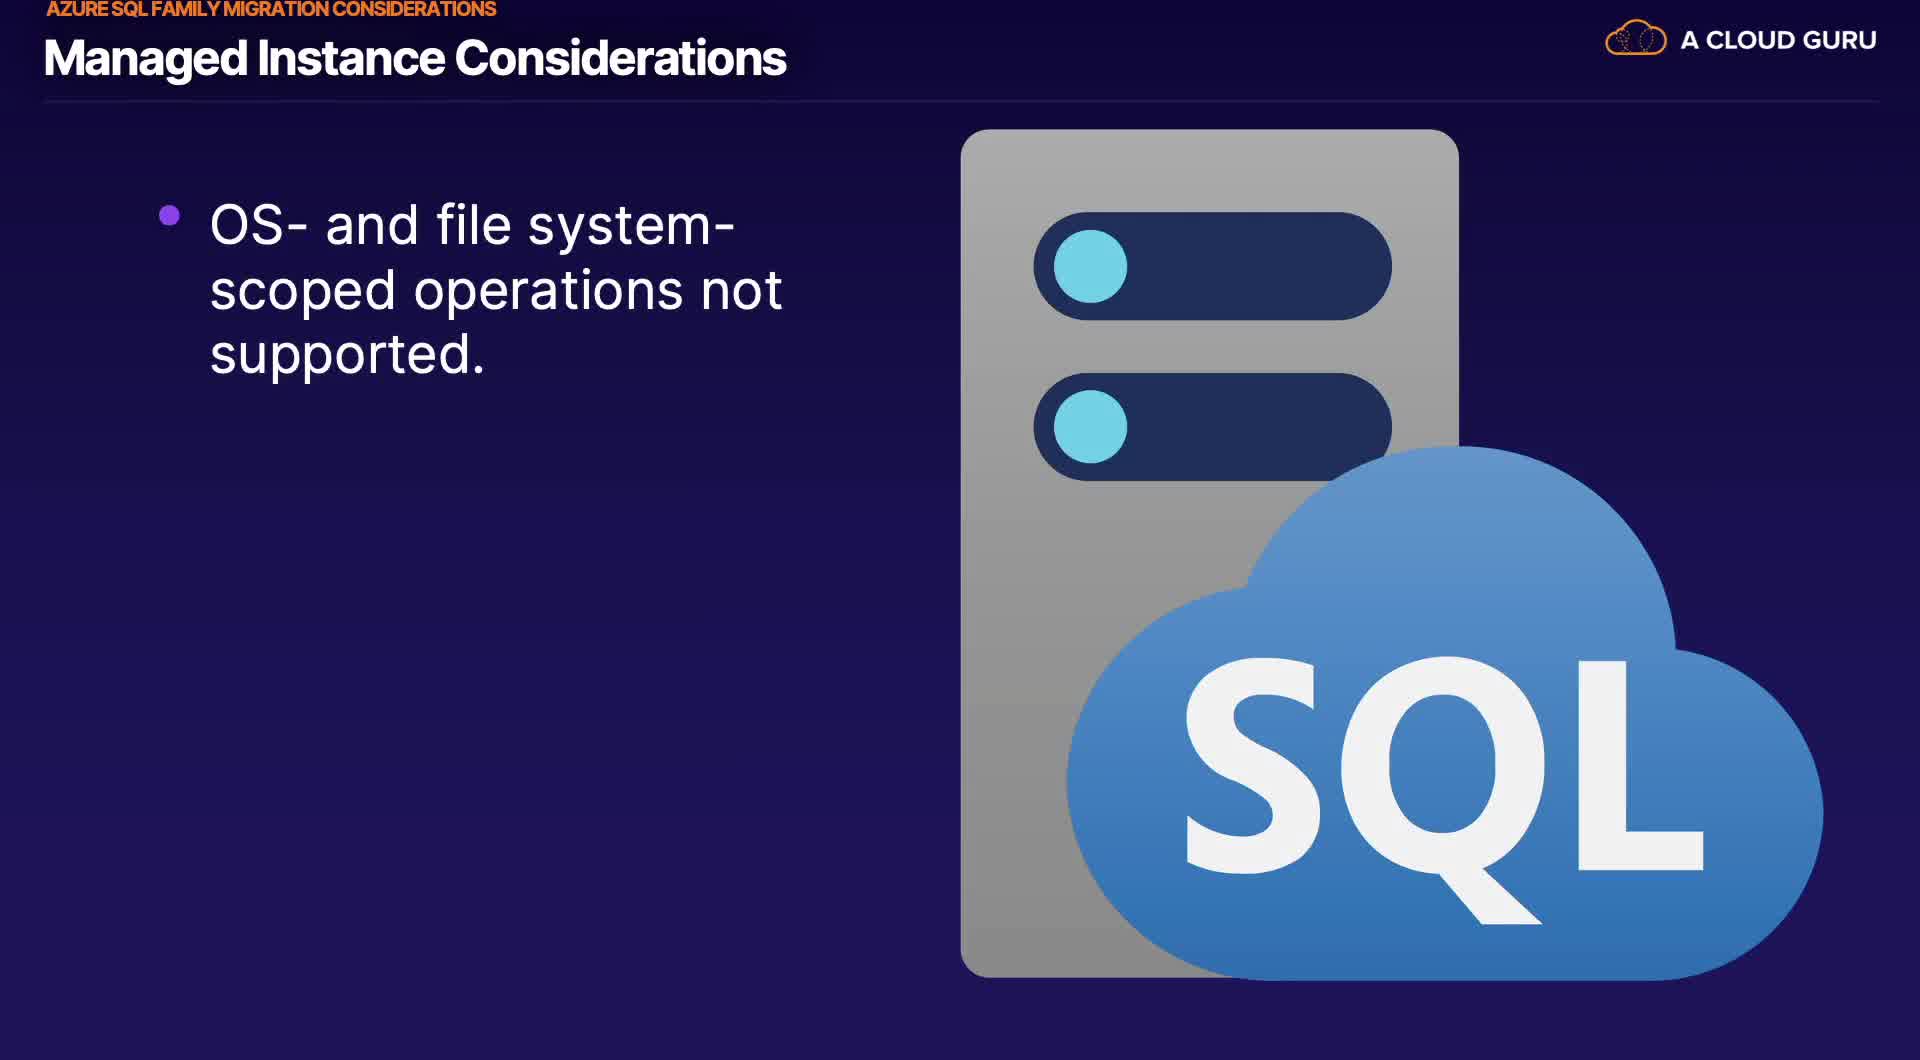 AZURE SQL FAMILY MIGRATION CONSIDERATIONS
Managed Instance Considerations
A CLOUD GURU
OS- and file system-
scoped operations not
supported.
SQL